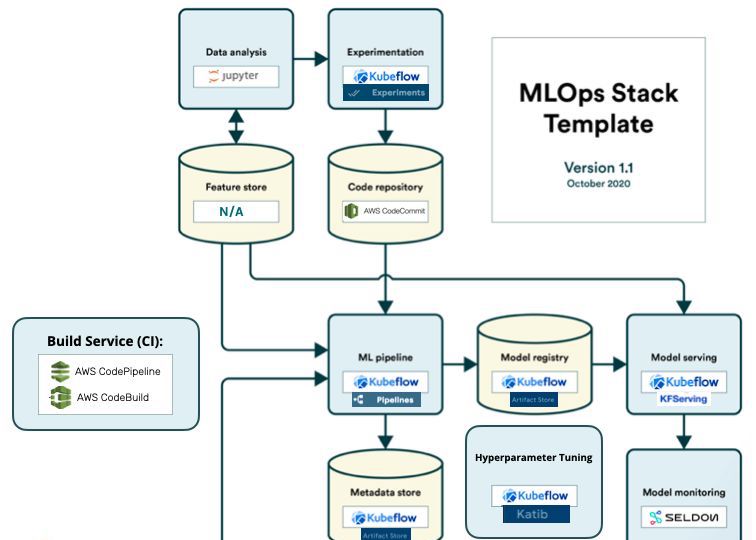 Data analysis
Jupyter
Experimentation
Kubeflow
Experiments
MLOps Stack
Template
Version 1.1
October 2020
Feature store
N/A
Code repository
AWS CodeCommit
Build Service (CI):
AWS CodePipeline
AWS CodeBuild
ML pipeline
Kubeflow
Pipelines
Model registry
Kubeflow
Artifact Store
Model serving
Kubeflow
KFServing
Metadata store
Kubeflow
Artifact Store
Hyperparameter Tuning
Kubeflow
Katib
Model monitoring
SELDON